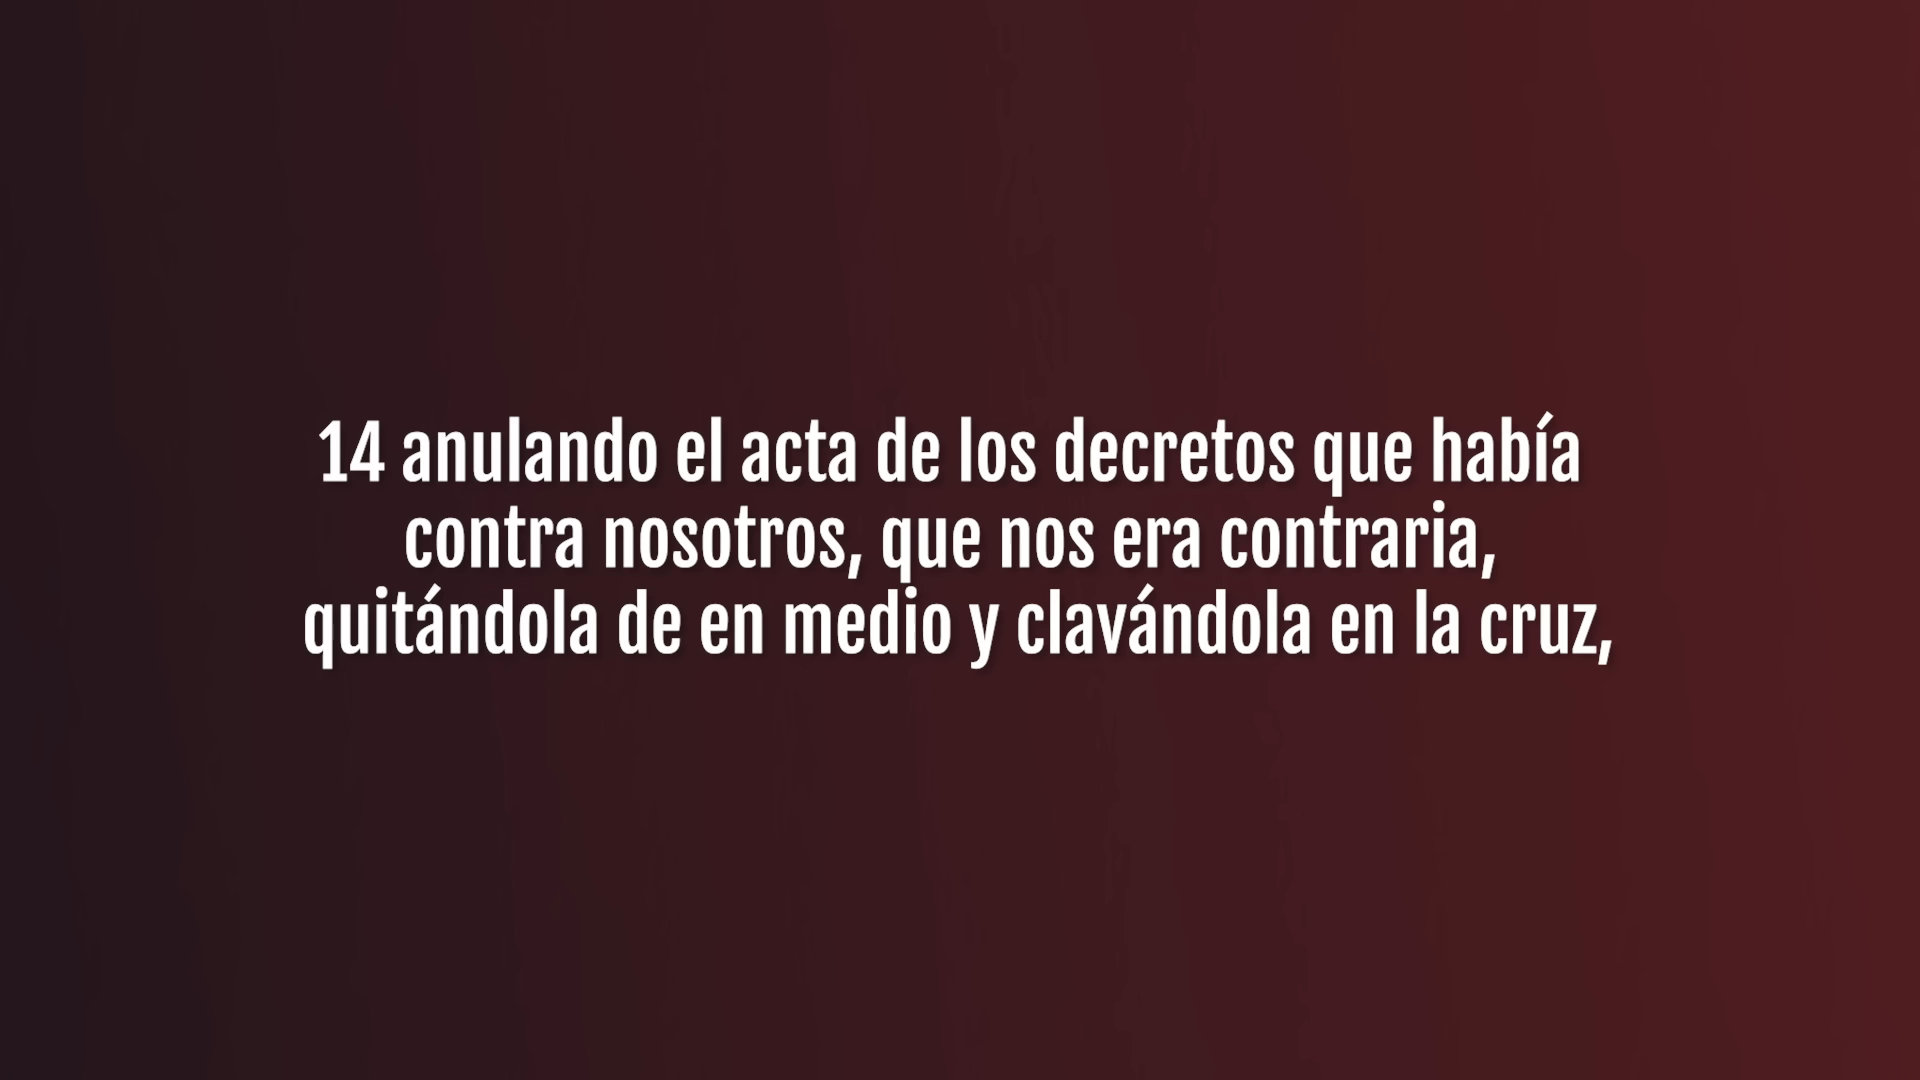 14 anulando el acta de los decretos que había
contra nosotros, que nos era contraria,
quitándola de en medio y clavándola en la cruz,